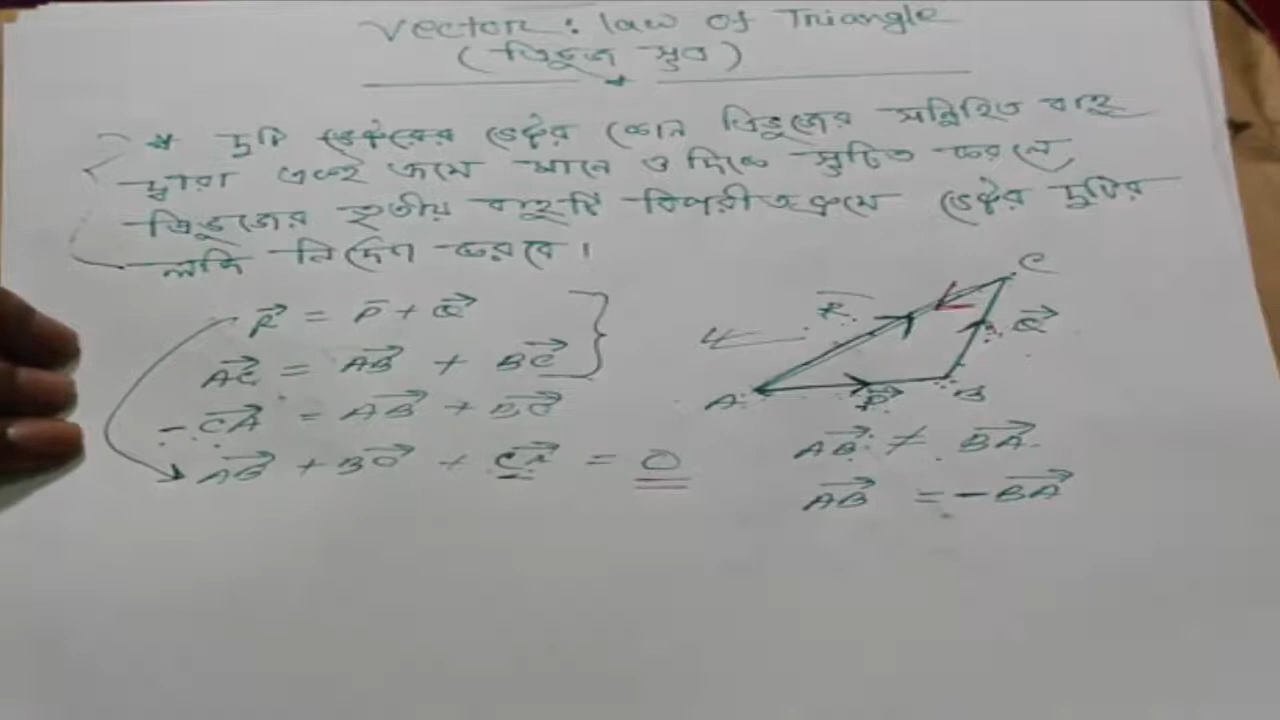 Vector: law of Triangle
(ত্রিভুজ সুত্র)
* দুটি ভেক্টরের ভেক্টর কোন ত্রিভুজের সন্নিহিত বাহু
দ্বারা একই ক্রমে মানে ও দিকে সুচিত করলে
ত্রিভুজের তৃতীয় বাহুটি বিপরীতক্রমে ভেক্টর দুটির
লব্ধি নির্দেশ করবে।
R⃗ = P̅ + Q⃗
AC⃗ = AB⃗ + BC⃗
-CA⃗ = AB⃗ + BC⃗
AB⃗ + BC⃗ + CA⃗ = 0
C
R̅
Q⃗
A
P⃗
B
AB⃗ ≠ BA⃗
AB⃗ = -BA⃗